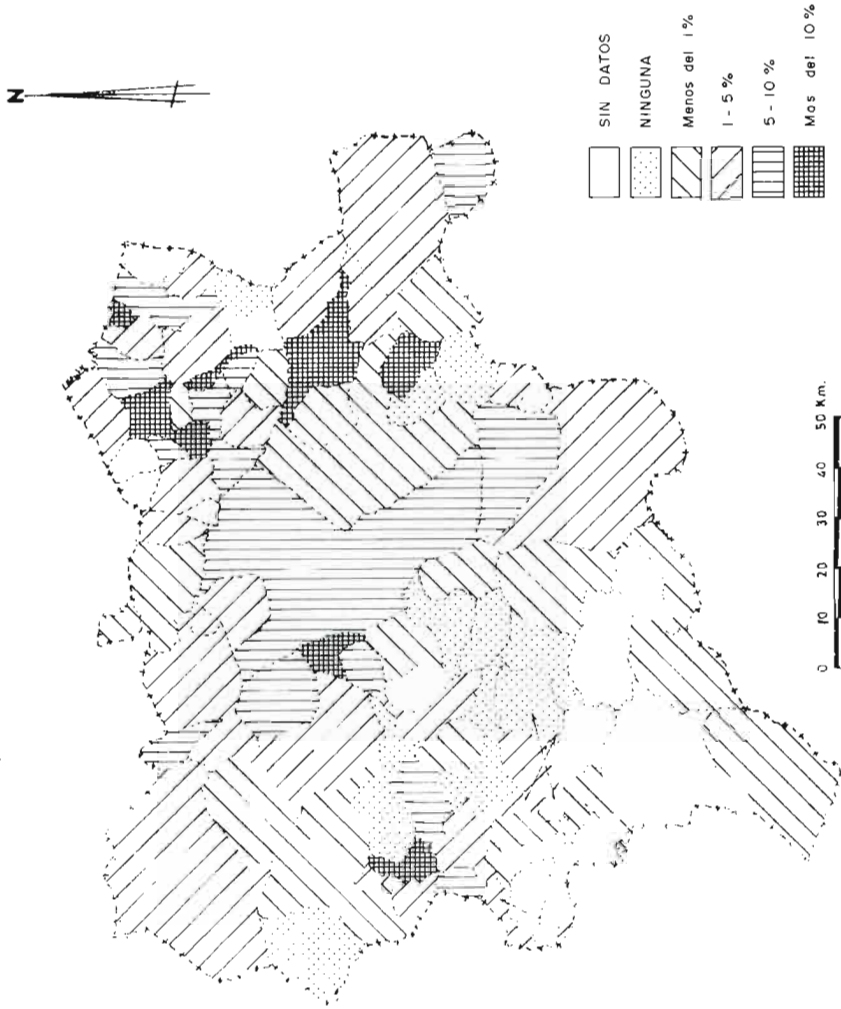 N
SIN DATOS
NINGUNA
Menos del 1%
1 - 5 %
5 - 10 %
Mas del 10 %
0 10 20 30 40 50 Km.